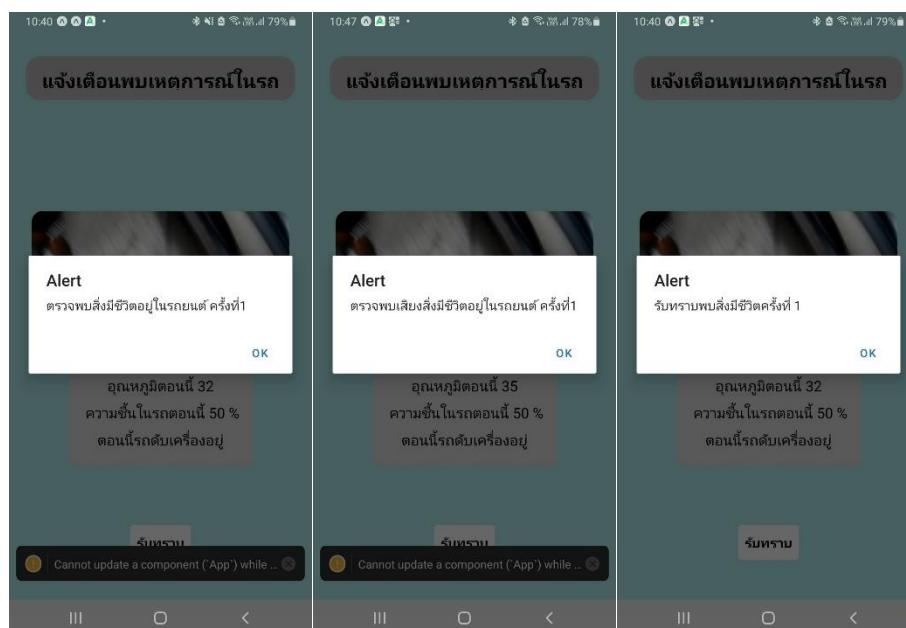 10:40
79%
แจ้งเตือนพบเหตุการณ์ในรถ
Alert
ตรวจพบสิ่งมีชีวิตอยู่ในรถยนต์ ครั้งที่1
OK
อุณหภูมิตอนนี้ 32
ความชื้นในรถตอนนี้ 50 %
ตอนนี้รถดับเครื่องอยู่
รับทราบ
Cannot update a component (`App`) while ..
10:47
78%
แจ้งเตือนพบเหตุการณ์ในรถ
Alert
ตรวจพบเสียงสิ่งมีชีวิตอยู่ในรถยนต์ ครั้งที่1
OK
อุณหภูมิตอนนี้ 35
ความชื้นในรถตอนนี้ 50 %
ตอนนี้รถดับเครื่องอยู่
รับทราบ
Cannot update a component (`App`) while ..
10:40
79%
แจ้งเตือนพบเหตุการณ์ในรถ
Alert
รับทราบพบสิ่งมีชีวิตครั้งที่ 1
OK
อุณหภูมิตอนนี้ 32
ความชื้นในรถตอนนี้ 50 %
ตอนนี้รถดับเครื่องอยู่
รับทราบ